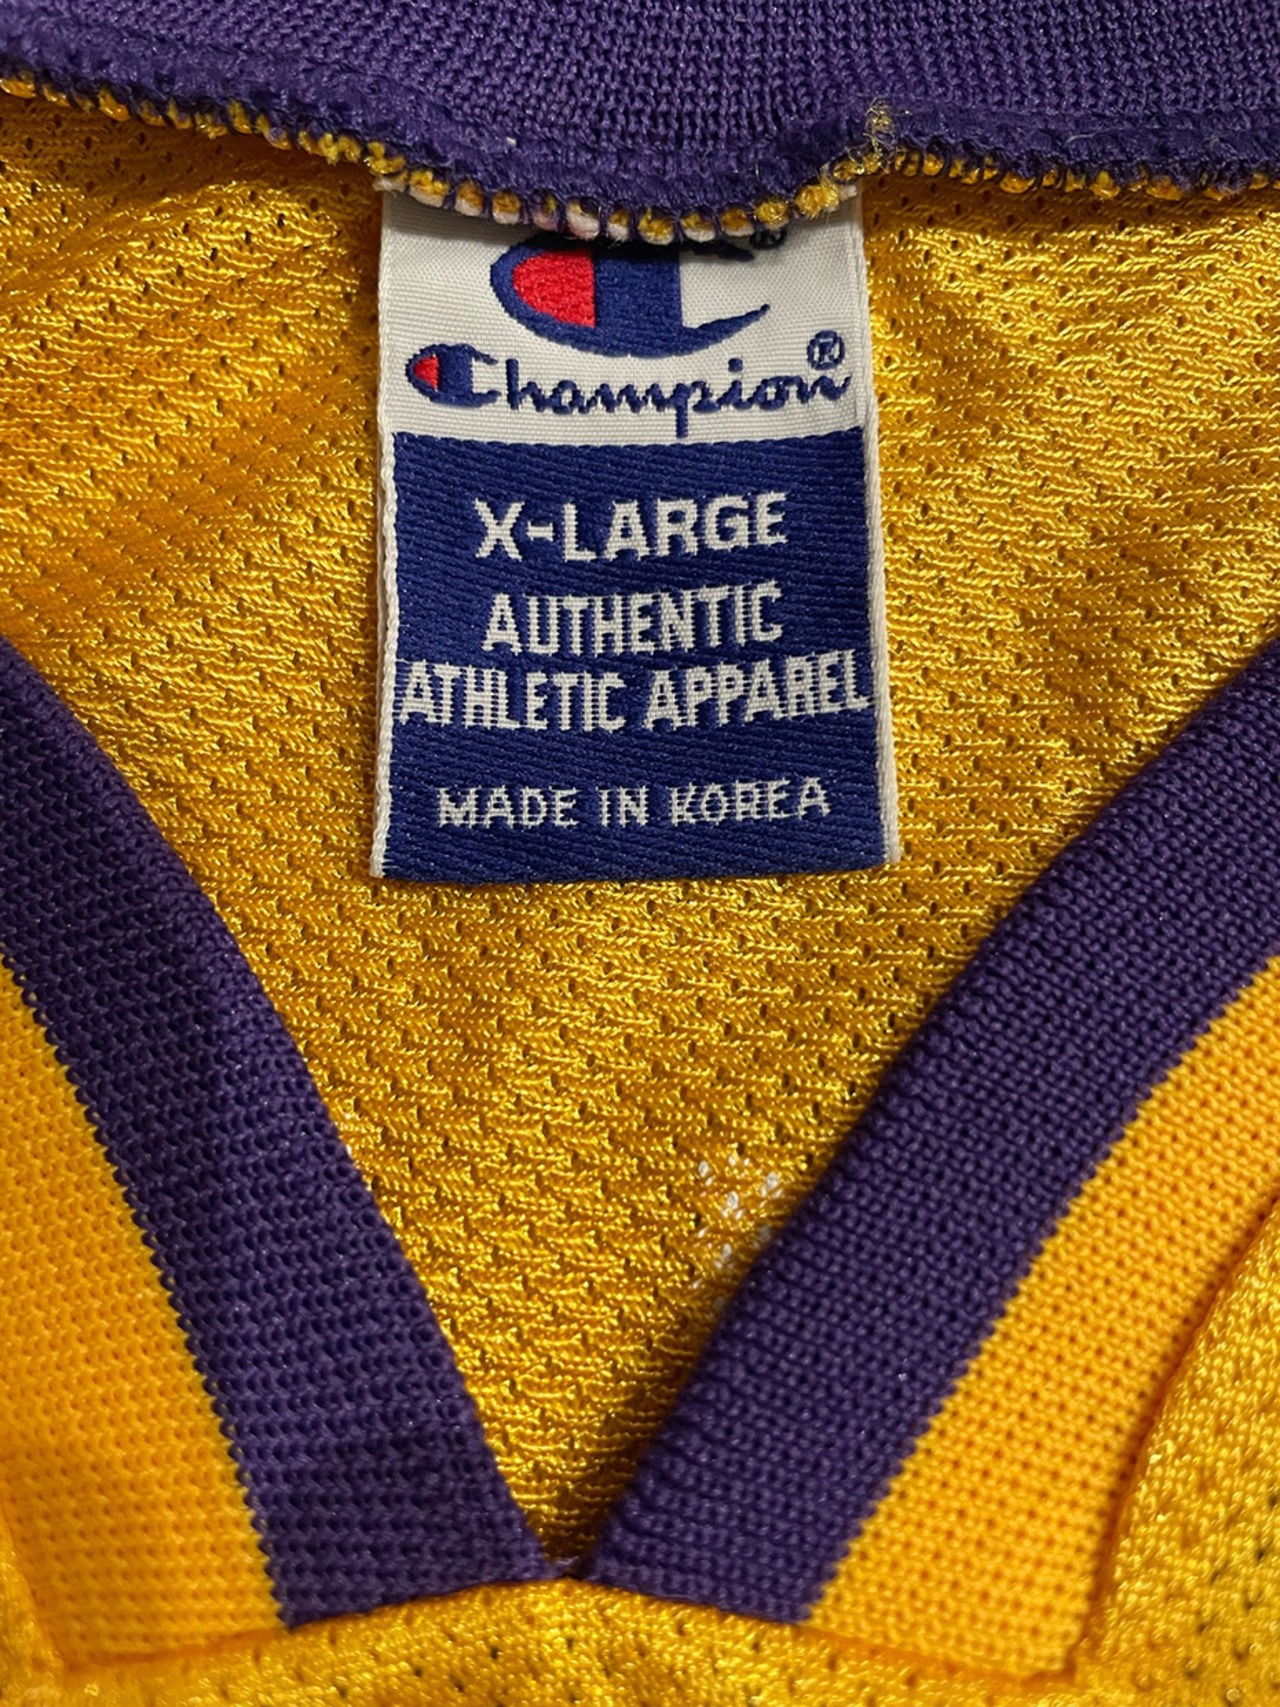 Champion®
X-LARGE
AUTHENTIC
ATHLETIC APPAREL
MADE IN KOREA